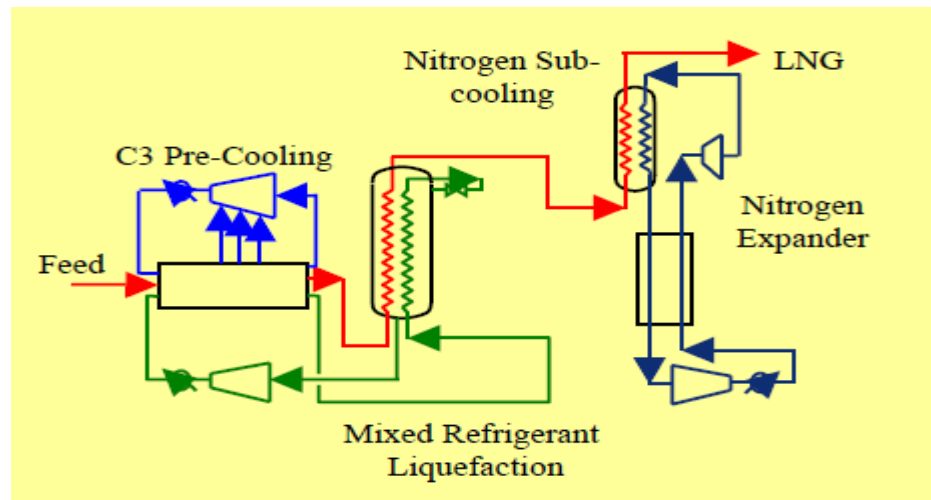 Nitrogen Sub-
cooling
LNG
C3 Pre-Cooling
Nitrogen
Expander
Feed
Mixed Refrigerant
Liquefaction